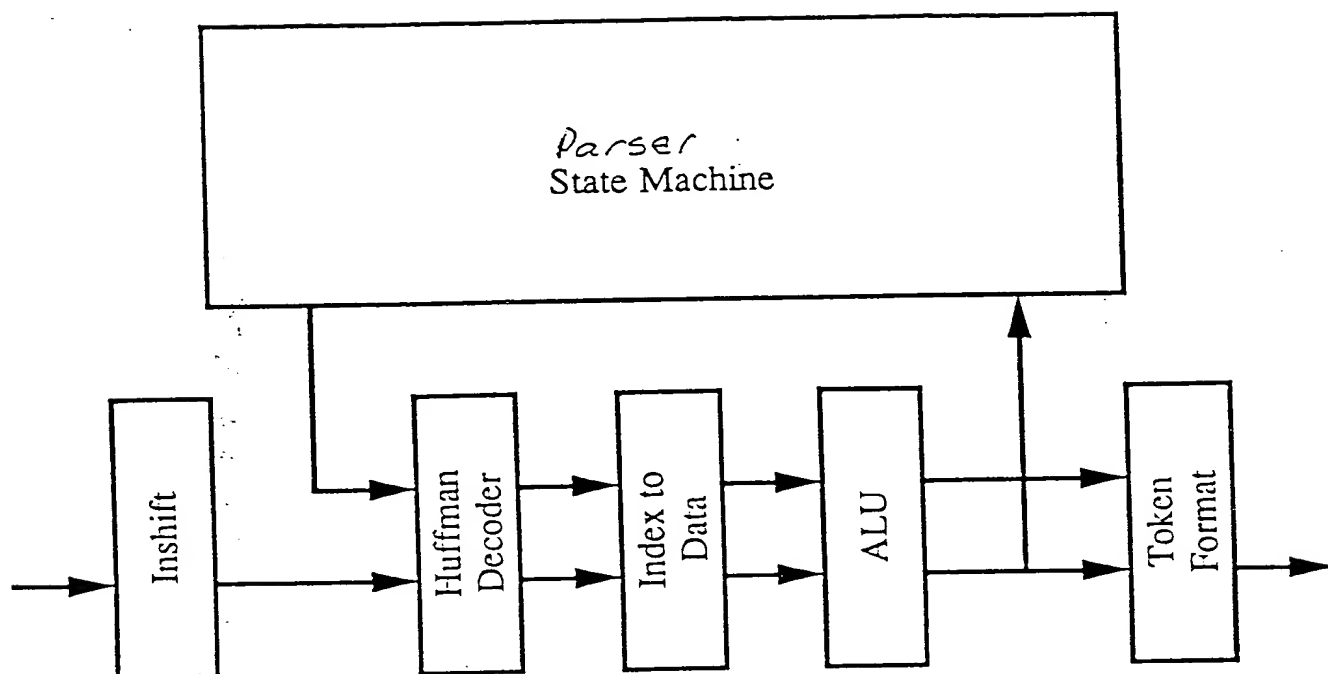 Parser
State Machine
Inshift
Huffman
Decoder
Index to
Data
ALU
Token
Format